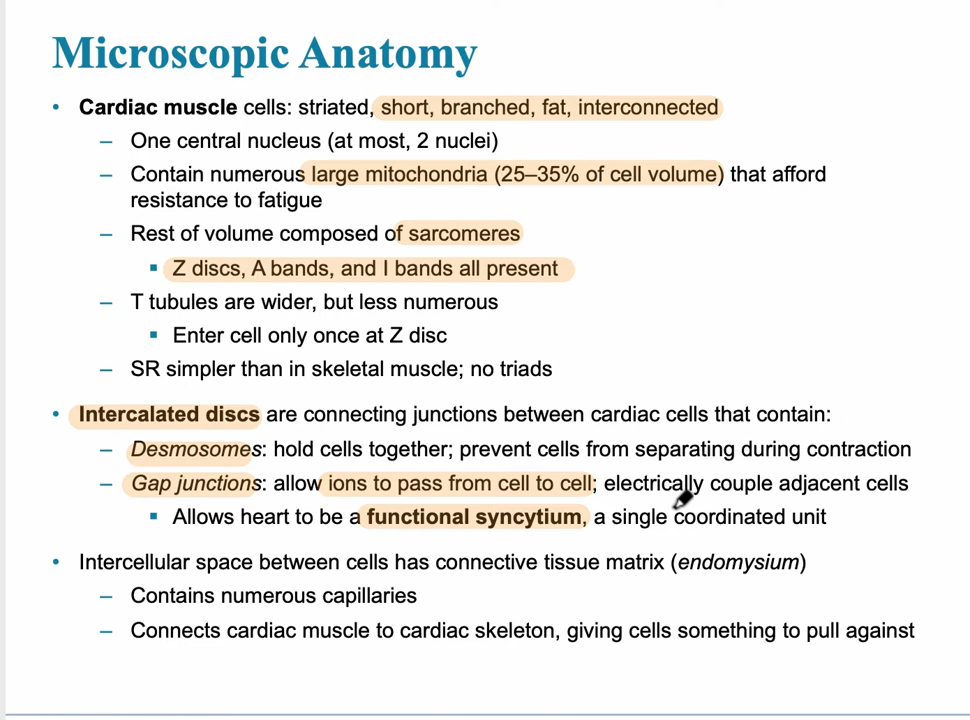 Microscopic Anatomy
• Cardiac muscle cells: striated, short, branched, fat, interconnected
– One central nucleus (at most, 2 nuclei)
– Contain numerous large mitochondria (25–35% of cell volume) that afford
resistance to fatigue
– Rest of volume composed of sarcomeres
▪ Z discs, A bands, and I bands all present
– T tubules are wider, but less numerous
▪ Enter cell only once at Z disc
– SR simpler than in skeletal muscle; no triads
• Intercalated discs are connecting junctions between cardiac cells that contain:
– Desmosomes: hold cells together; prevent cells from separating during contraction
– Gap junctions: allow ions to pass from cell to cell; electrically couple adjacent cells
▪ Allows heart to be a functional syncytium, a single coordinated unit
• Intercellular space between cells has connective tissue matrix (endomysium)
– Contains numerous capillaries
– Connects cardiac muscle to cardiac skeleton, giving cells something to pull against